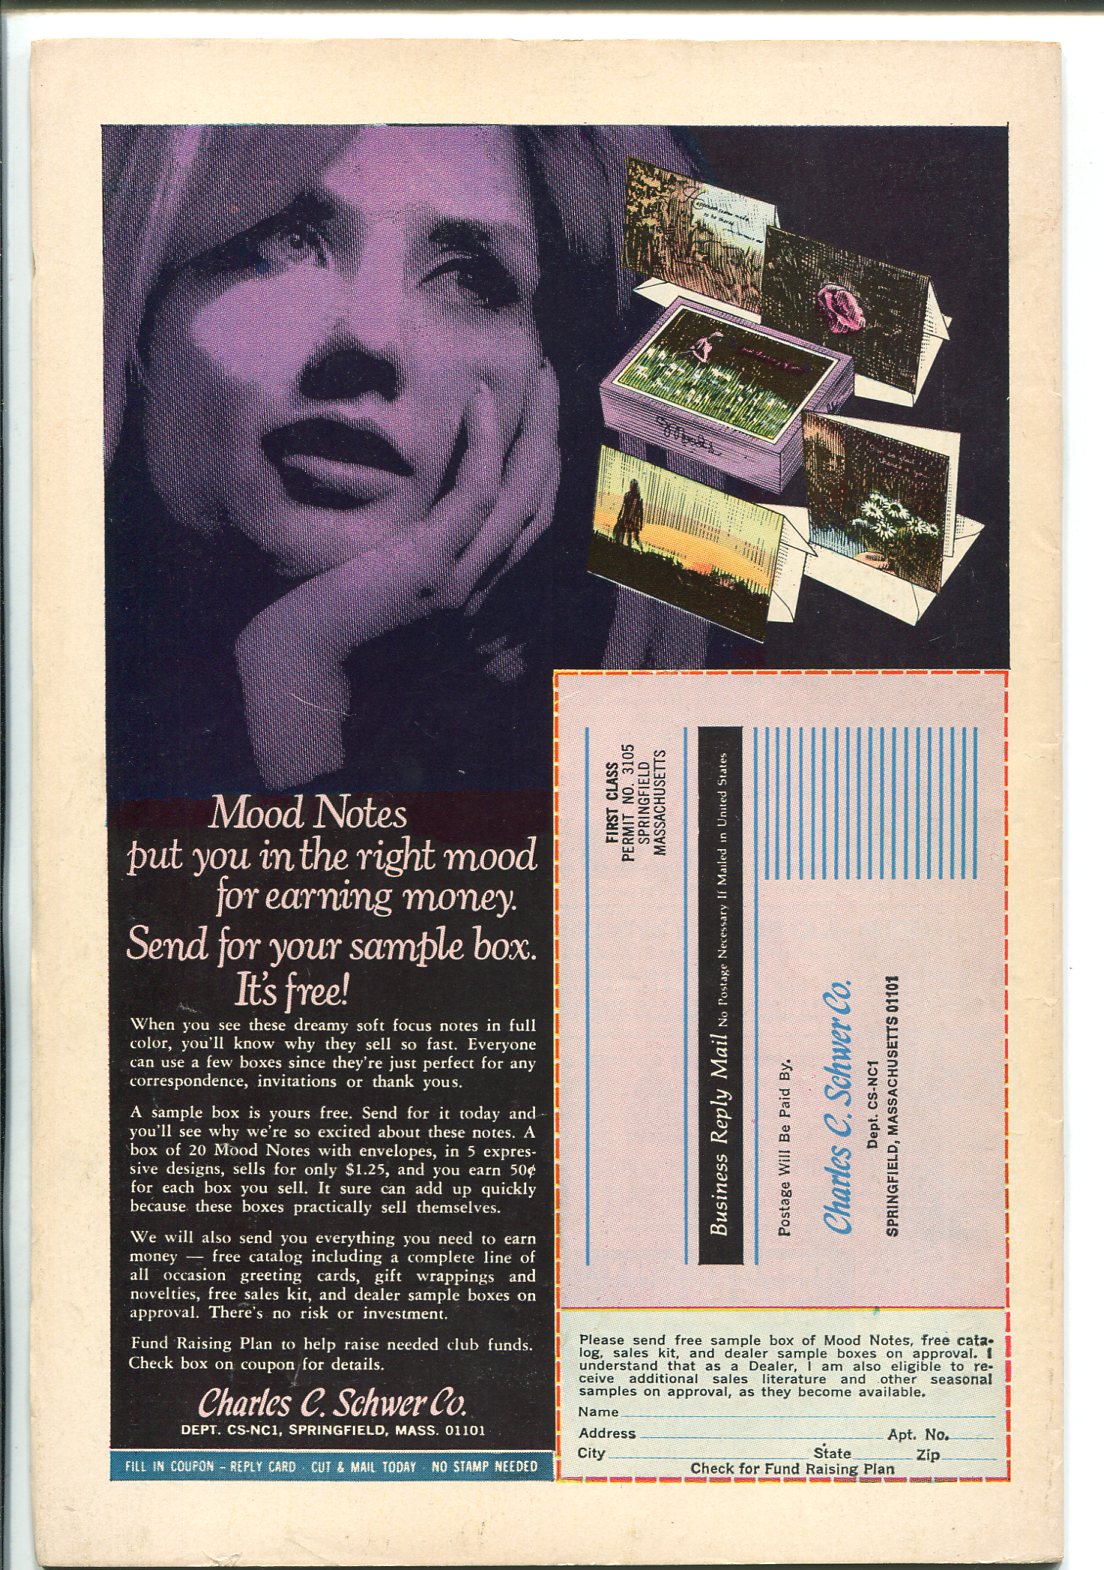 Mood Notes
put you in the right mood
for earning money.
Send for your sample box.
It's free!
When you see these dreamy soft focus notes in full
color, you'll know why they sell so fast. Everyone
can use a few boxes since they're just perfect for any
correspondence, invitations or thank yous.
A sample box is yours free. Send for it today and
you'll see why we're so excited about these notes. A
box of 20 Mood Notes with envelopes, in 5 expres-
sive designs, sells for only $1.25, and you earn 50¢
for each box you sell. It sure can add up quickly
because these boxes practically sell themselves.
We will also send you everything you need to earn
money — free catalog including a complete line of
all occasion greeting cards, gift wrappings and
novelties, free sales kit, and dealer sample boxes on
approval. There's no risk or investment.
Fund Raising Plan to help raise needed club funds.
Check box on coupon for details.
Charles C. Schwer Co.
DEPT. CS-NC1, SPRINGFIELD, MASS. 01101
FILL IN COUPON – REPLY CARD · CUT & MAIL TODAY · NO STAMP NEEDED
FIRST CLASS
PERMIT NO. 3105
SPRINGFIELD
MASSACHUSETTS
Business Reply Mail No Postage Necessary If Mailed in United States
Postage Will Be Paid By.
Charles C. Schwer Co.
Dept. CS-NC1
SPRINGFIELD, MASSACHUSETTS 01101
Please send free sample box of Mood Notes, free cata-
log, sales kit, and dealer sample boxes on approval. I
understand that as a Dealer, I am also eligible to re-
ceive additional sales literature and other seasonal
samples on approval, as they become available.
Name
Address Apt. No.
City State Zip
Check for Fund Raising Plan